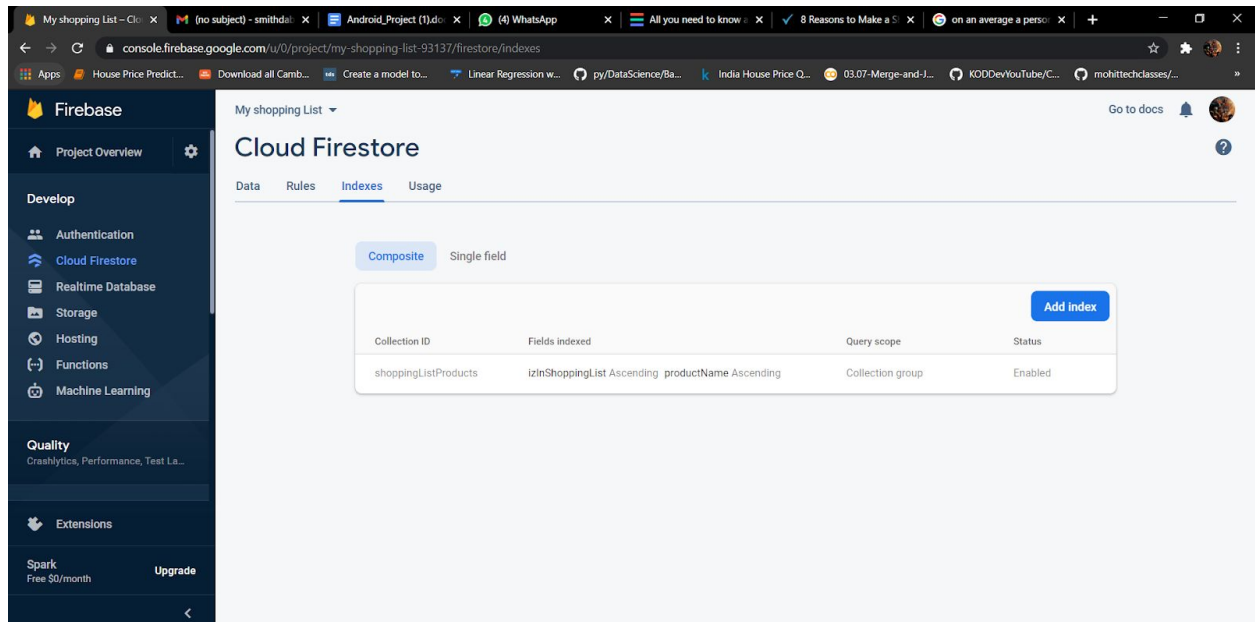 My shopping List – Clo
(no subject) - smithdab
Android_Project (1).do
(4) WhatsApp
All you need to know a
8 Reasons to Make a S
on an average a person
console.firebase.google.com/u/0/project/my-shopping-list-93137/firestore/indexes
Apps House Price Predict... Download all Camb... tds Create a model to... Linear Regression w... py/DataScience/Ba... k India House Price Q... 03.07-Merge-and-J... KODDevYouTube/C... mohittechclasses/... »
Firebase
My shopping List
Go to docs
Project Overview
Cloud Firestore
?
Data Rules Indexes Usage
Develop
Authentication
Cloud Firestore
Realtime Database
Storage
Hosting
Functions
Machine Learning
Composite Single field
Add index
Collection ID Fields indexed Query scope Status
shoppingListProducts izInShoppingList Ascending productName Ascending Collection group Enabled
Quality
Crashlytics, Performance, Test La...
Extensions
Spark
Free $0/month
Upgrade